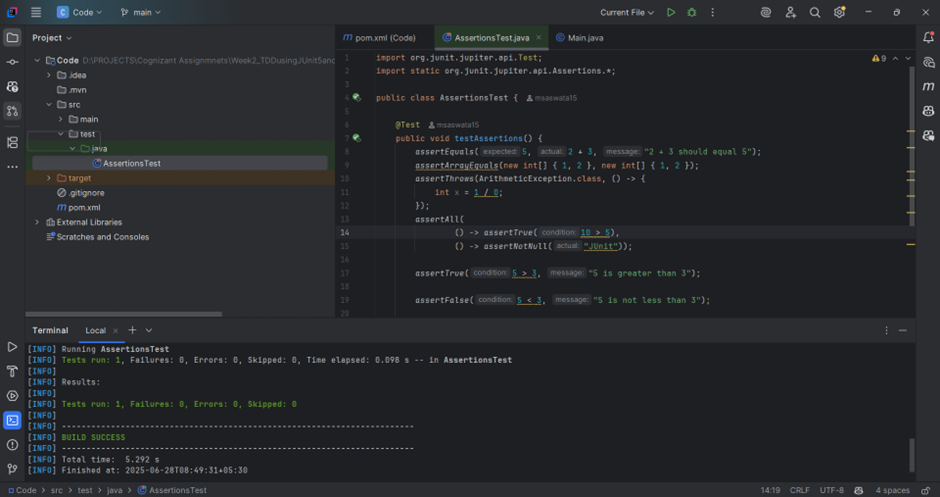 Code
main
Current File
Project
Code D:\PROJECTS\Cognizant Assignmnets\Week2_TDDusingJUnit5and
.idea
.mvn
src
main
test
java
AssertionsTest
target
.gitignore
pom.xml
External Libraries
Scratches and Consoles
pom.xml (Code)
AssertionsTest.java
Main.java
9
1 import org.junit.jupiter.api.Test;
2 import static org.junit.jupiter.api.Assertions.*;
3
4 public class AssertionsTest { msaswata15
5
6 @Test msaswata15
7 public void testAssertions() {
8 assertEquals( expected: 5, actual: 2 + 3, message: "2 + 3 should equal 5");
9 assertArrayEquals(new int[] { 1, 2 }, new int[] { 1, 2 });
10 assertThrows(ArithmeticException.class, () -> {
11 int x = 1 / 0;
12 });
13 assertAll(
14 () -> assertTrue( condition: 10 > 5),
15 () -> assertNotNull( actual: "JUnit"));
16
17 assertTrue( condition: 5 > 3, message: "5 is greater than 3");
18
19 assertFalse( condition: 5 < 3, message: "5 is not less than 3");
20
Terminal Local
[INFO] Running AssertionsTest
[INFO] Tests run: 1, Failures: 0, Errors: 0, Skipped: 0, Time elapsed: 0.098 s -- in AssertionsTest
[INFO]
[INFO] Results:
[INFO]
[INFO] Tests run: 1, Failures: 0, Errors: 0, Skipped: 0
[INFO]
[INFO] ------------------------------------------------------------------------
[INFO] BUILD SUCCESS
[INFO] ------------------------------------------------------------------------
[INFO] Total time: 5.292 s
[INFO] Finished at: 2025-06-28T08:49:31+05:30
Code > src > test > java > AssertionsTest
14:19 CRLF UTF-8 4 spaces